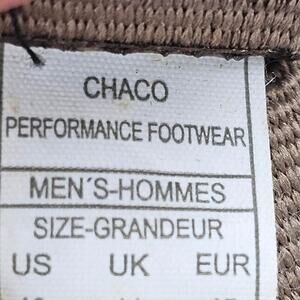 CHACO
PERFORMANCE FOOTWEAR
MEN´S-HOMMES
SIZE-GRANDEUR
US UK EUR